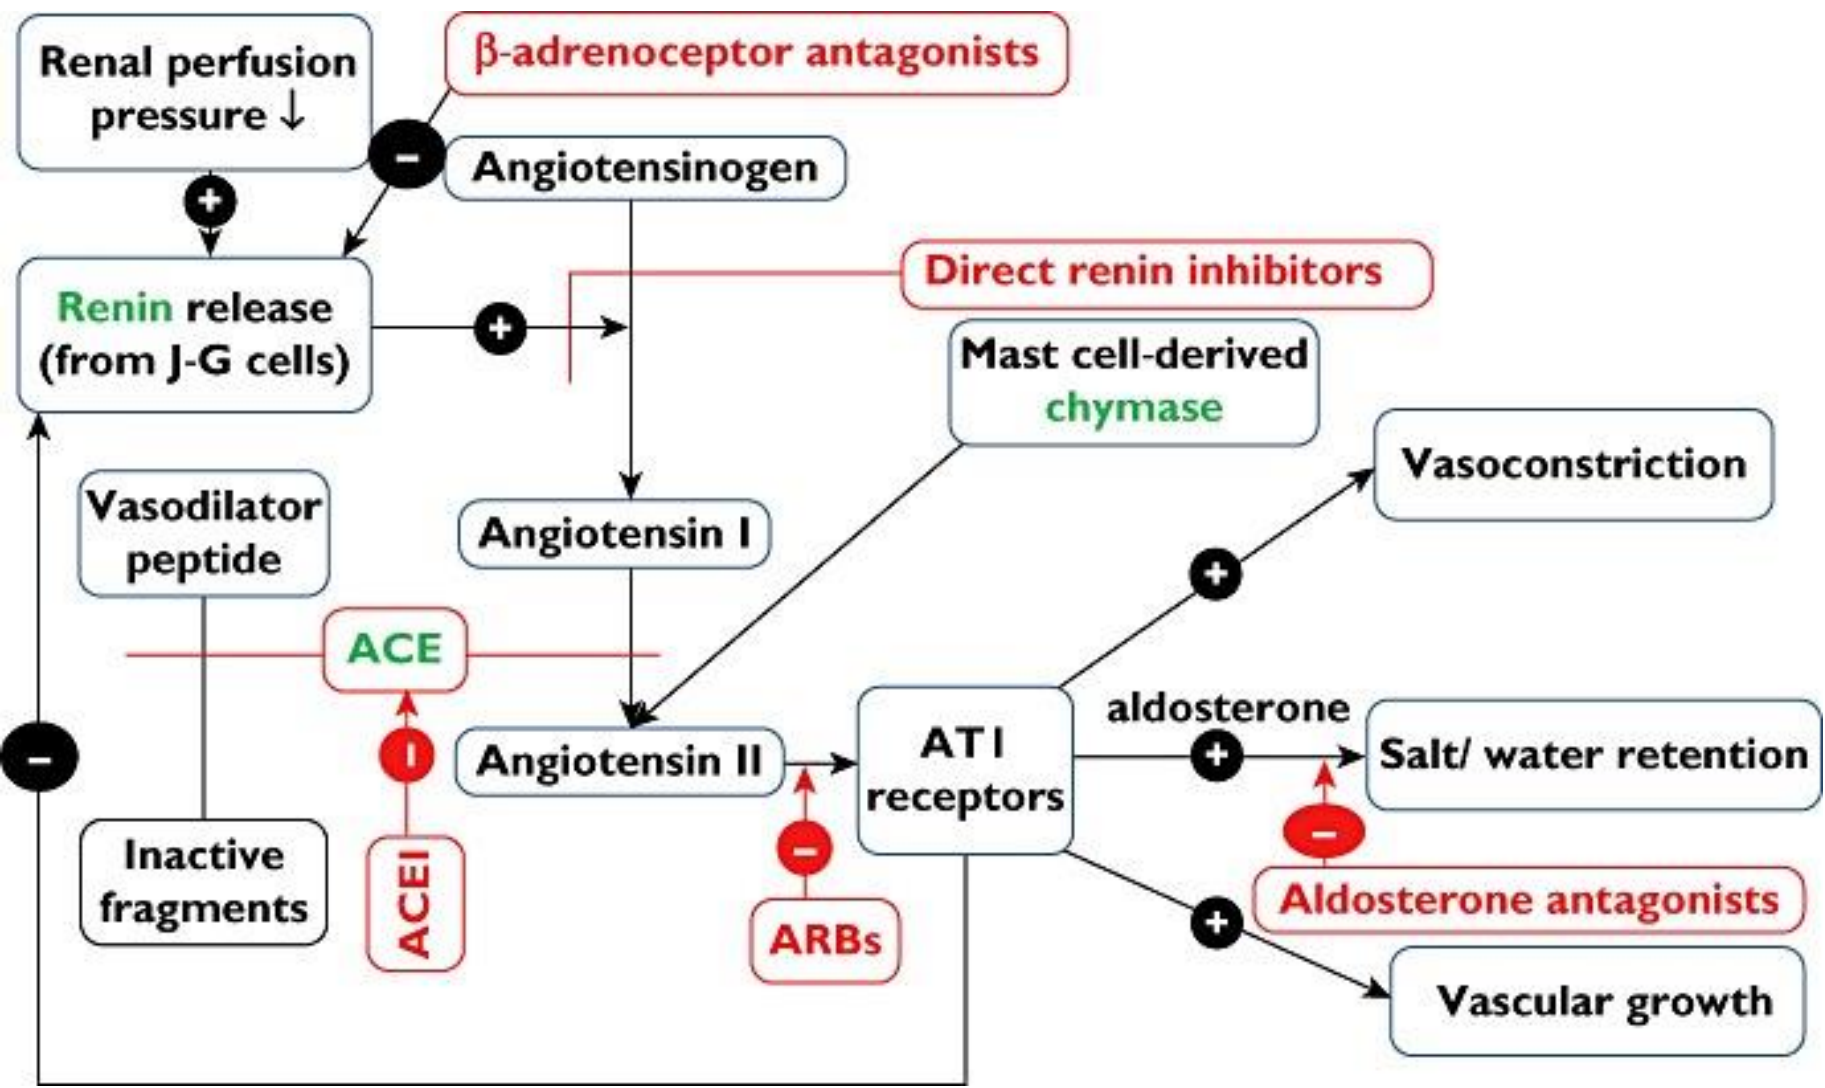 Renal perfusion
pressure ↓
β-adrenoceptor antagonists
-
Angiotensinogen
+
Direct renin inhibitors
Renin release
(from J-G cells)
+
Mast cell-derived
chymase
Vasoconstriction
Vasodilator
peptide
Angiotensin I
+
ACE
-
-
Angiotensin II
AT1
receptors
aldosterone
+
Salt/ water retention
-
-
Inactive
fragments
ACEI
ARBs
Aldosterone antagonists
+
Vascular growth